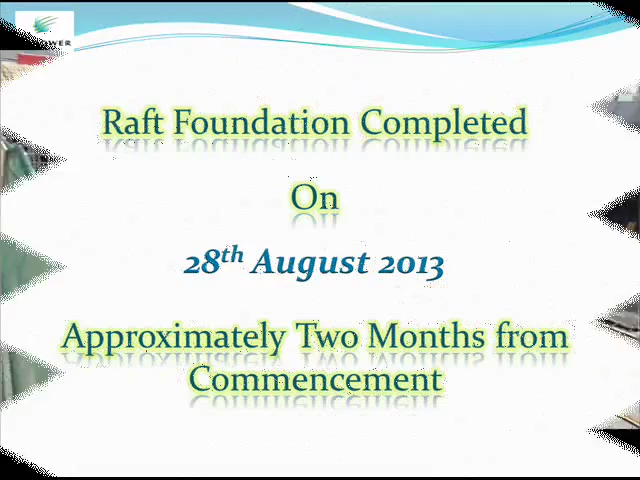 Raft Foundation Completed
On
28th August 2013
Approximately Two Months from
Commencement